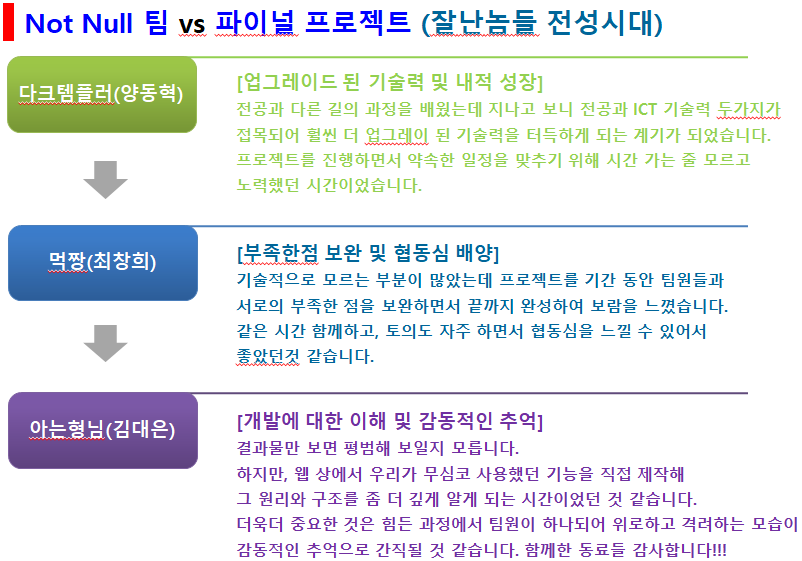 Not Null 팀 vs 파이널 프로젝트 (잘난놈들 전성시대)
다크템플러(양동혁)
[업그레이드 된 기술력 및 내적 성장]
전공과 다른 길의 과정을 배웠는데 지나고 보니 전공과 ICT 기술력 두가지가
접목되어 훨씬 더 업그레이 된 기술력을 터득하게 되는 계기가 되었습니다.
프로젝트를 진행하면서 약속한 일정을 맞추기 위해 시간 가는 줄 모르고
노력했던 시간이었습니다.
먹짱(최창희)
[부족한점 보완 및 협동심 배양]
기술적으로 모르는 부분이 많았는데 프로젝트를 기간 동안 팀원들과
서로의 부족한 점을 보완하면서 끝까지 완성하여 보람을 느꼈습니다.
같은 시간 함께하고, 토의도 자주 하면서 협동심을 느낄 수 있어서
좋았던것 같습니다.
아는형님(김대은)
[개발에 대한 이해 및 감동적인 추억]
결과물만 보면 평범해 보일지 모릅니다.
하지만, 웹 상에서 우리가 무심코 사용했던 기능을 직접 제작해
그 원리와 구조를 좀 더 깊게 알게 되는 시간이었던 것 같습니다.
더욱더 중요한 것은 힘든 과정에서 팀원이 하나되어 위로하고 격려하는 모습이
감동적인 추억으로 간직될 것 같습니다. 함께한 동료들 감사합니다!!!